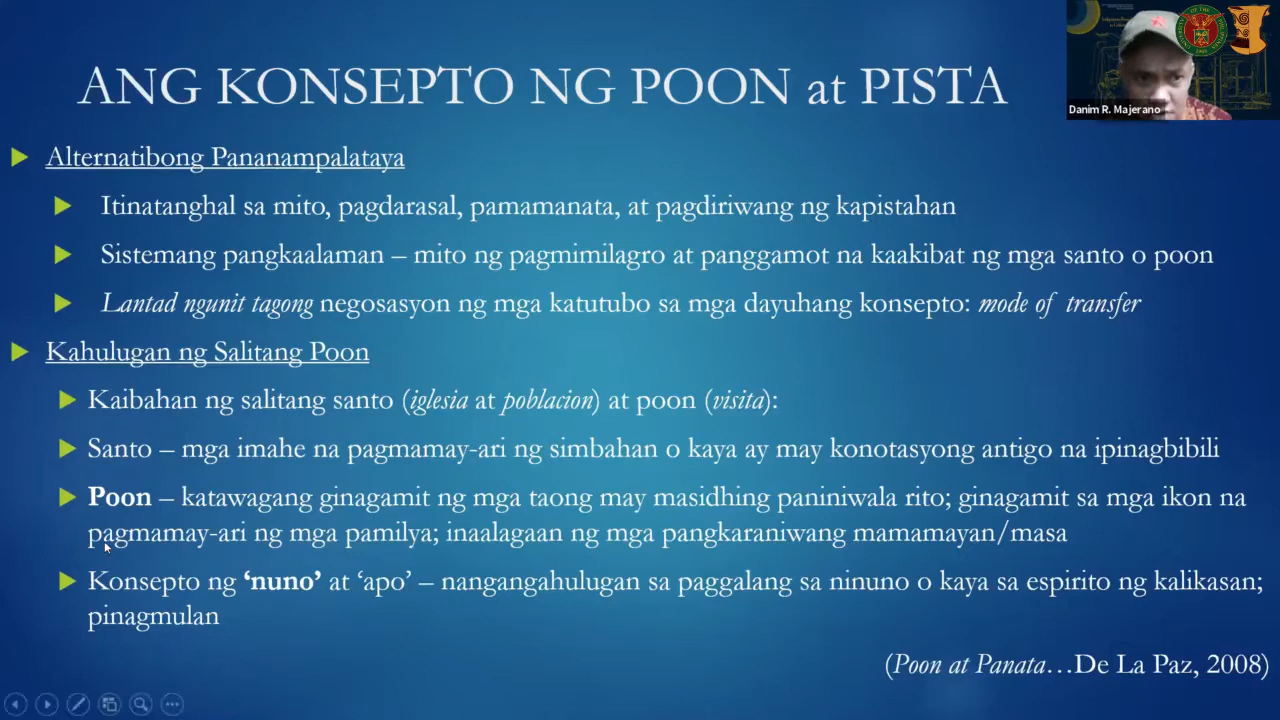 ANG KONSEPTO NG POON at PISTA
Alternatibong Pananampalataya
Itinatanghal sa mito, pagdarasal, pamamanata, at pagdiriwang ng kapistahan
Sistemang pangkaalaman – mito ng pagmimilagro at panggamot na kaakibat ng mga santo o poon
Lantad ngunit tagong negosasyon ng mga katutubo sa mga dayuhang konsepto: mode of transfer
Kahulugan ng Salitang Poon
Kaibahan ng salitang santo (iglesia at poblacion) at poon (visita):
Santo – mga imahe na pagmamay-ari ng simbahan o kaya ay may konotasyong antigo na ipinagbibili
Poon – katawagang ginagamit ng mga taong may masidhing paniniwala rito; ginagamit sa mga ikon na
pagmamay-ari ng mga pamilya; inaalagaan ng mga pangkaraniwang mamamayan/masa
Konsepto ng ‘nuno’ at ‘apo’ – nangangahulugan sa paggalang sa ninuno o kaya sa espirito ng kalikasan;
pinagmulan
(Poon at Panata…De La Paz, 2008)
Danim R. Majerano